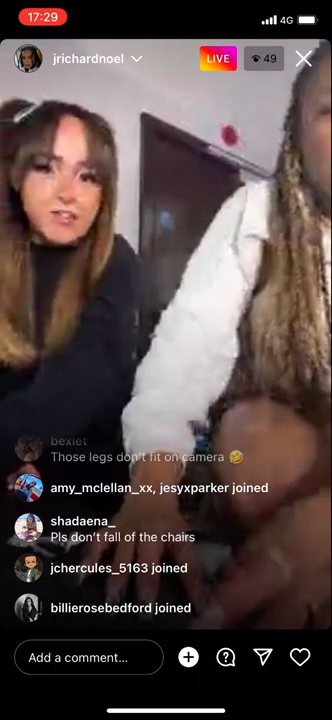 17:29
4G
jrichardnoel
LIVE
49
bexlet
Those legs don't fit on camera 🤣
amy_mclellan_xx, jesyxparker joined
shadaena_
Pls don't fall of the chairs
jchercules_5163 joined
billierosebedford joined
Add a comment...